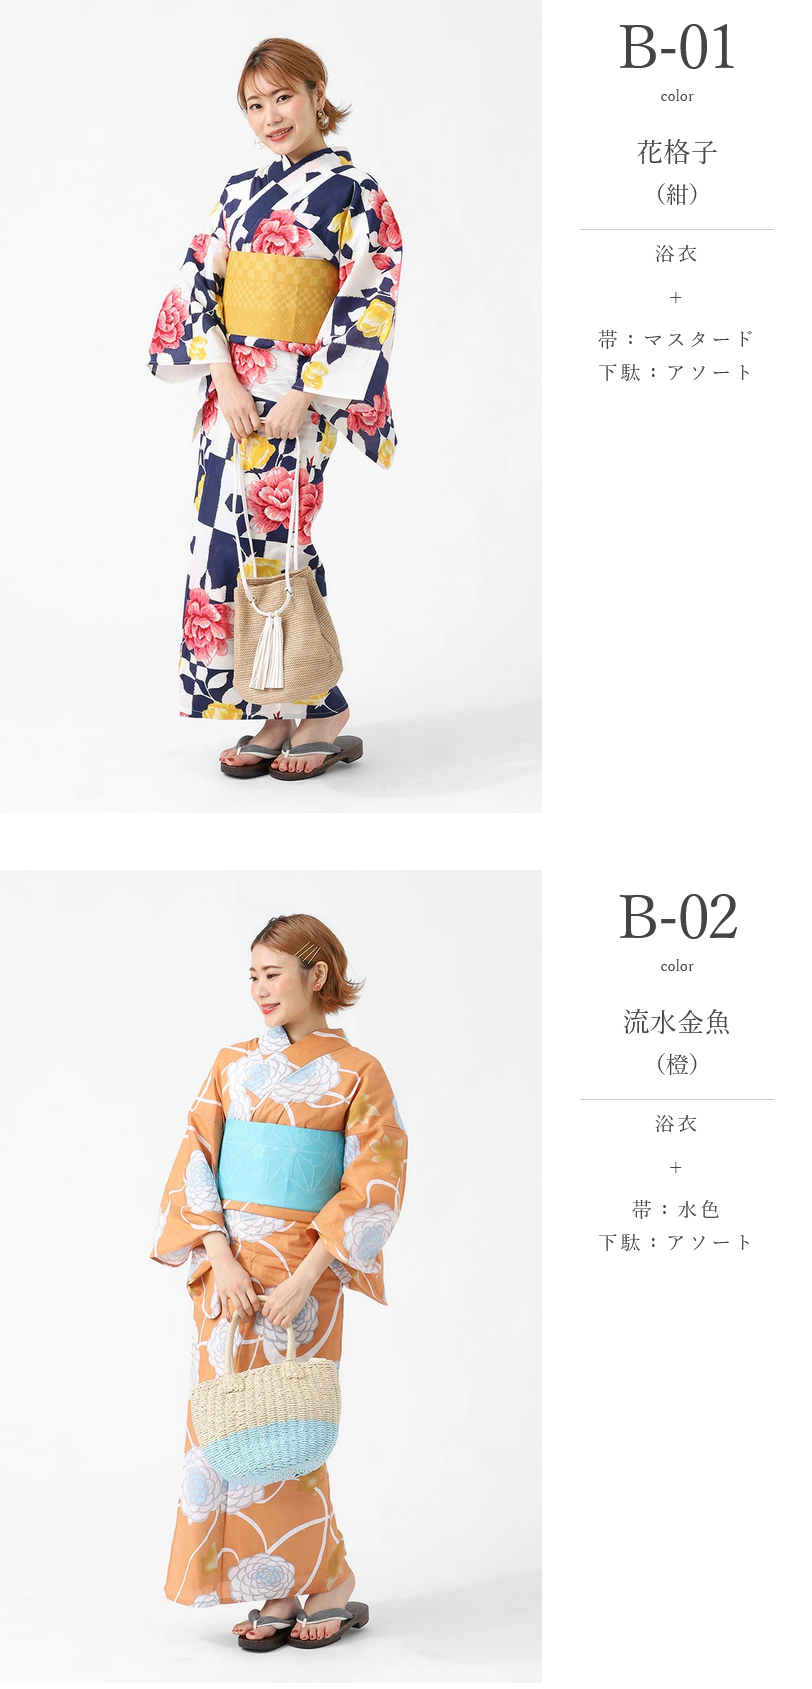 B-01
color
花格子
（紺）
浴衣
+
帯：マスタード
下駄：アソート
B-02
color
流水金魚
（橙）
浴衣
+
帯：水色
下駄：アソート